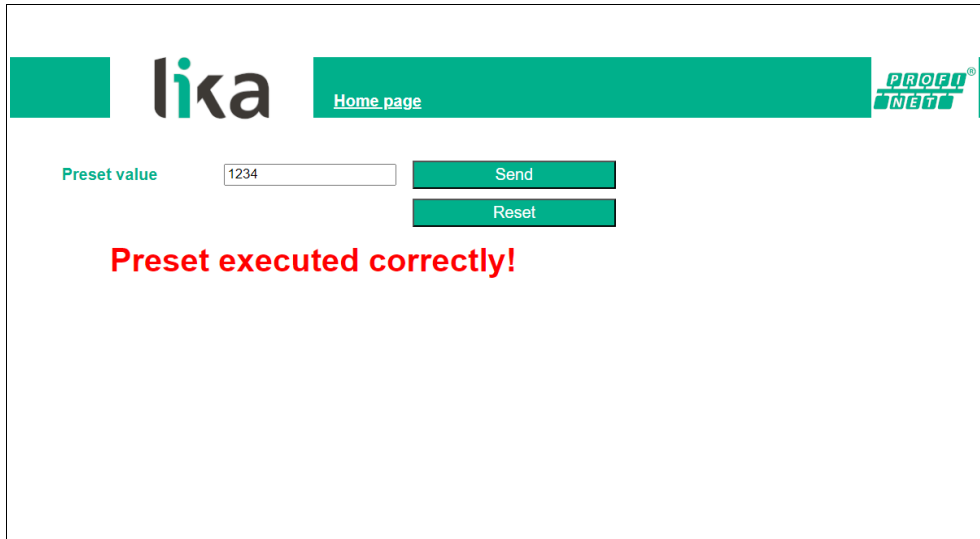 lika
Home page
PROFI®
NET
Preset value
1234
Send
Reset
Preset executed correctly!